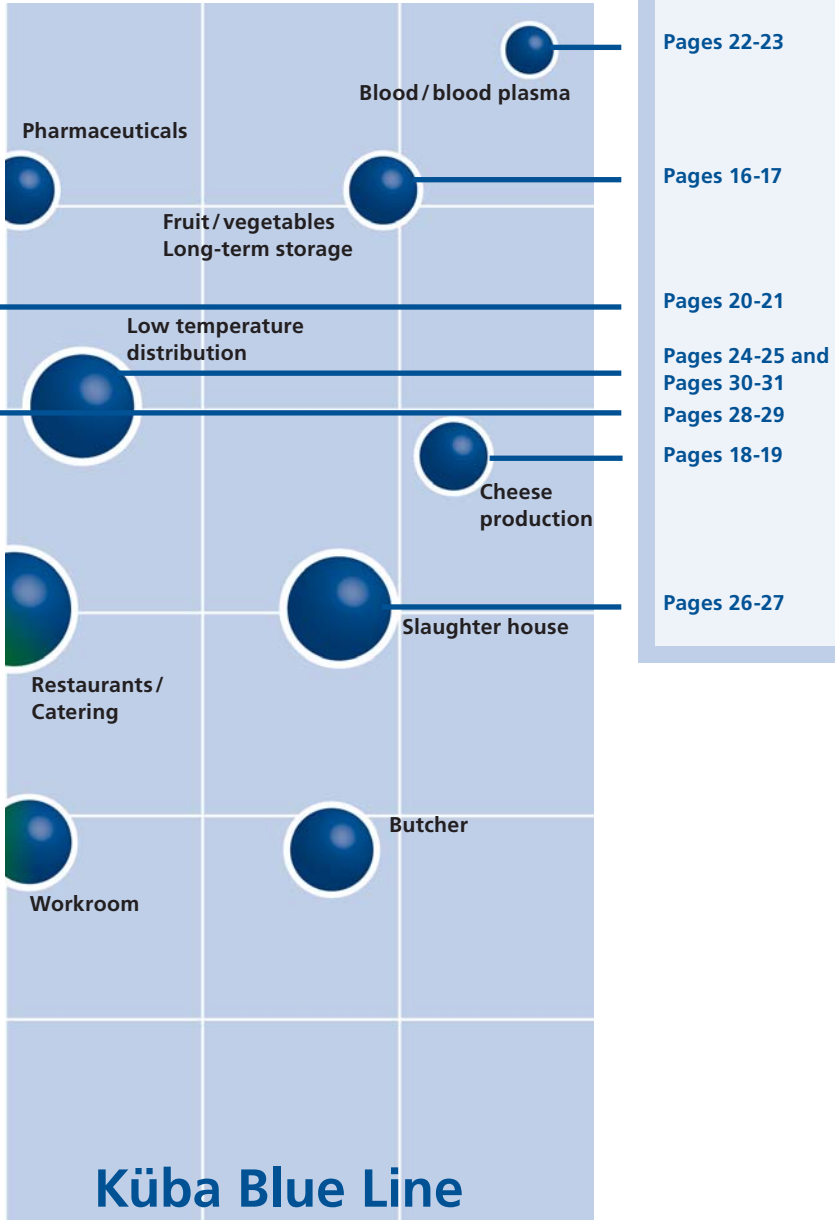 Pages 22-23
Blood / blood plasma
Pharmaceuticals
Pages 16-17
Fruit / vegetables
Long-term storage
Pages 20-21
Low temperature
distribution
Pages 24-25 and
Pages 30-31
Pages 28-29
Pages 18-19
Cheese
production
Pages 26-27
Slaughter house
Restaurants /
Catering
Butcher
Workroom
Küba Blue Line